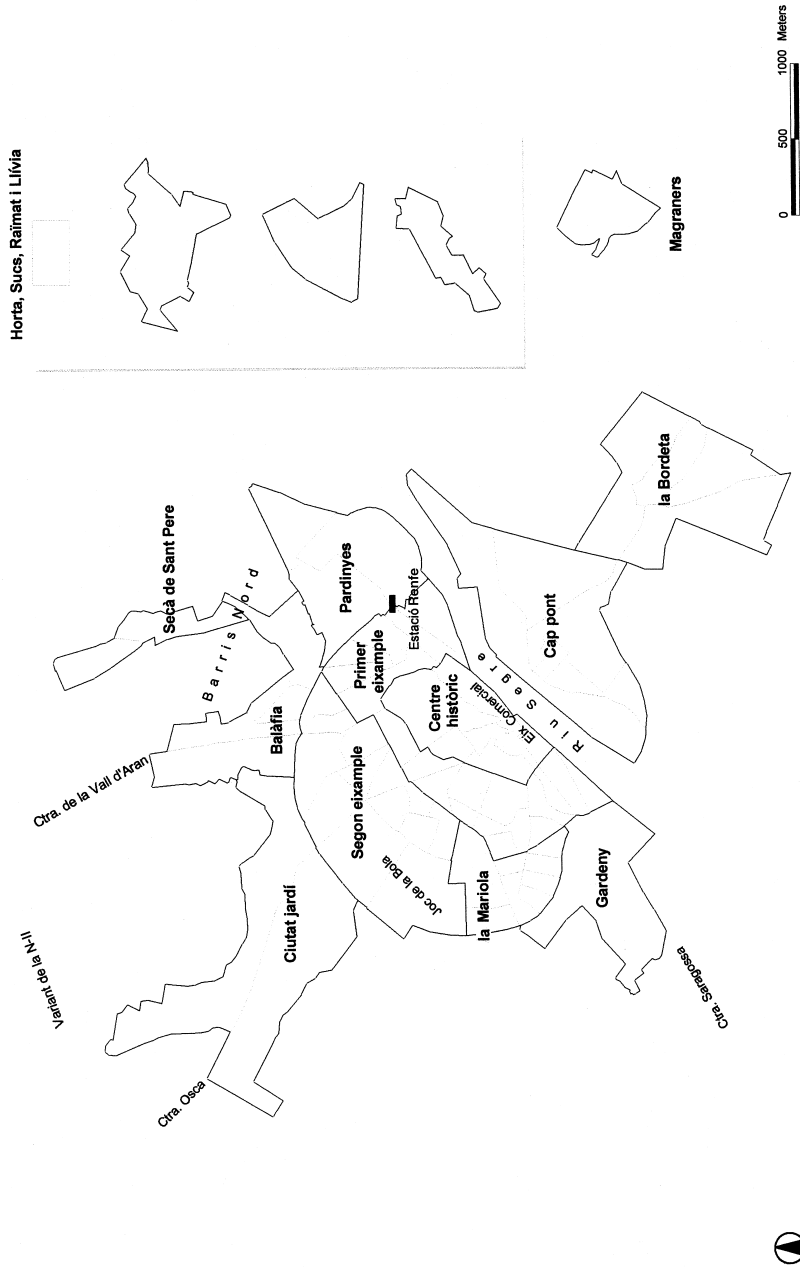 Horta, Sucs, Raïmat i Llívia
Variant de la N-II
Ctra. de la Vall d'Aran
Secà de Sant Pere
Barris Nord
Ctra. Osca
Ciutat jardí
Balàfia
Pardinyes
Estació Renfe
Primer
eixample
Segon eixample
Joc de la Bola
Centre
històric
Eix Comercial
Riu Segre
Cap pont
la Bordeta
Magraners
la Mariola
Gardeny
Ctra. Saragossa
0 500 1000 Meters